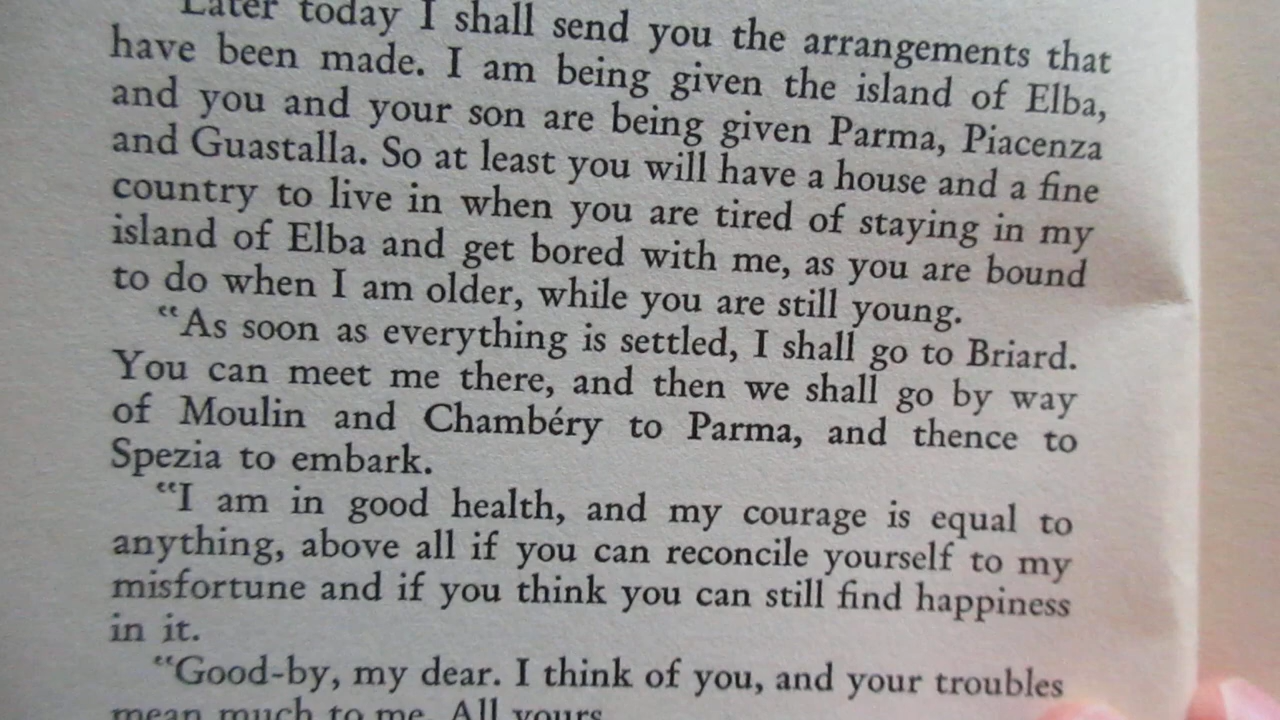 "Later today I shall send you the arrangements that
have been made. I am being given the island of Elba,
and you and your son are being given Parma, Piacenza
and Guastalla. So at least you will have a house and a fine
country to live in when you are tired of staying in my
island of Elba and get bored with me, as you are bound
to do when I am older, while you are still young.
"As soon as everything is settled, I shall go to Briard.
You can meet me there, and then we shall go by way
of Moulin and Chambéry to Parma, and thence to
Spezia to embark.
"I am in good health, and my courage is equal to
anything, above all if you can reconcile yourself to my
misfortune and if you think you can still find happiness
in it.
"Good-by, my dear. I think of you, and your troubles
mean much to me. All yours